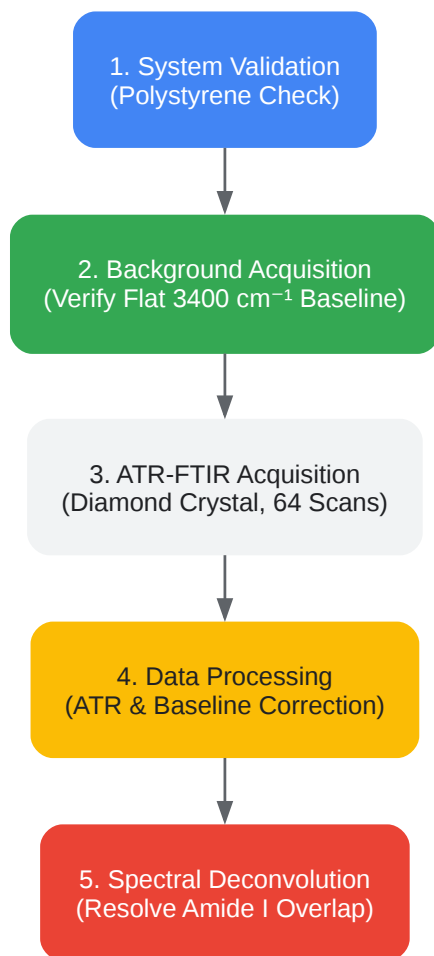 1. System Validation
(Polystyrene Check)
2. Background Acquisition
(Verify Flat 3400 cm⁻¹ Baseline)
3. ATR-FTIR Acquisition
(Diamond Crystal, 64 Scans)
4. Data Processing
(ATR & Baseline Correction)
5. Spectral Deconvolution
(Resolve Amide I Overlap)